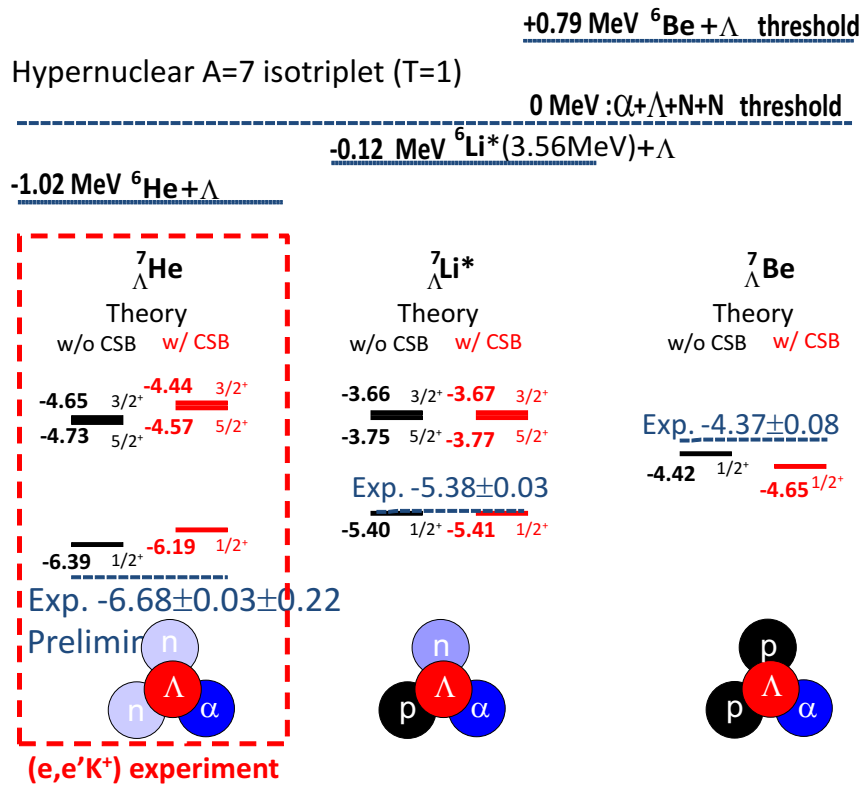 +0.79 MeV ⁶Be+Λ threshold
Hypernuclear A=7 isotriplet (T=1)
0 MeV :α+Λ+N+N threshold
-0.12 MeV ⁶Li*(3.56MeV)+Λ
-1.02 MeV ⁶He+Λ
⁷ΛHe
Theory
w/o CSB w/ CSB
-4.65 3/2⁺ -4.44 3/2⁺
-4.73 5/2⁺ -4.57 5/2⁺
-6.39 1/2⁺ -6.19 1/2⁺
Exp. -6.68±0.03±0.22
Prelimin
n
n Λ α
(e,e'K⁺) experiment
⁷ΛLi*
Theory
w/o CSB w/ CSB
-3.66 3/2⁺ -3.67 3/2⁺
-3.75 5/2⁺ -3.77 5/2⁺
Exp. -5.38±0.03
-5.40 1/2⁺ -5.41 1/2⁺
n
p Λ α
⁷ΛBe
Theory
w/o CSB w/ CSB
Exp. -4.37±0.08
-4.42 1/2⁺ -4.65 1/2⁺
p
p Λ α